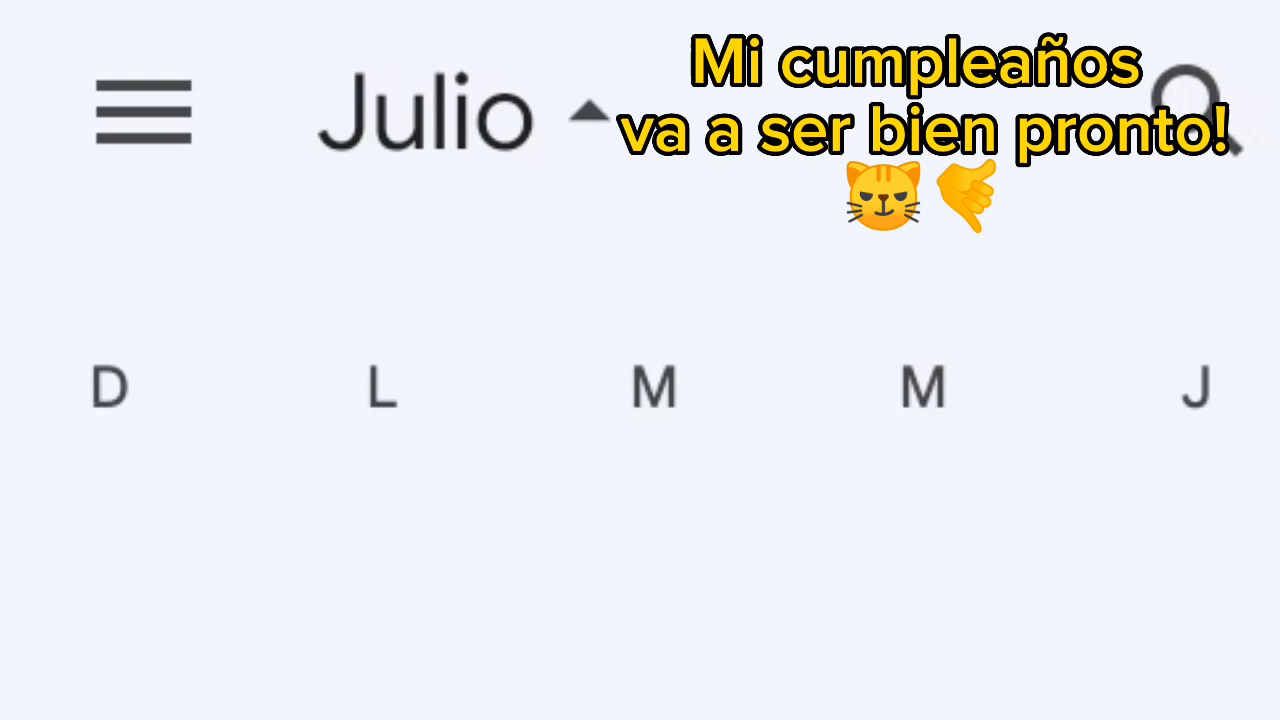 Julio
Mi cumpleaños
va a ser bien pronto!
😼🤙
D L M M J